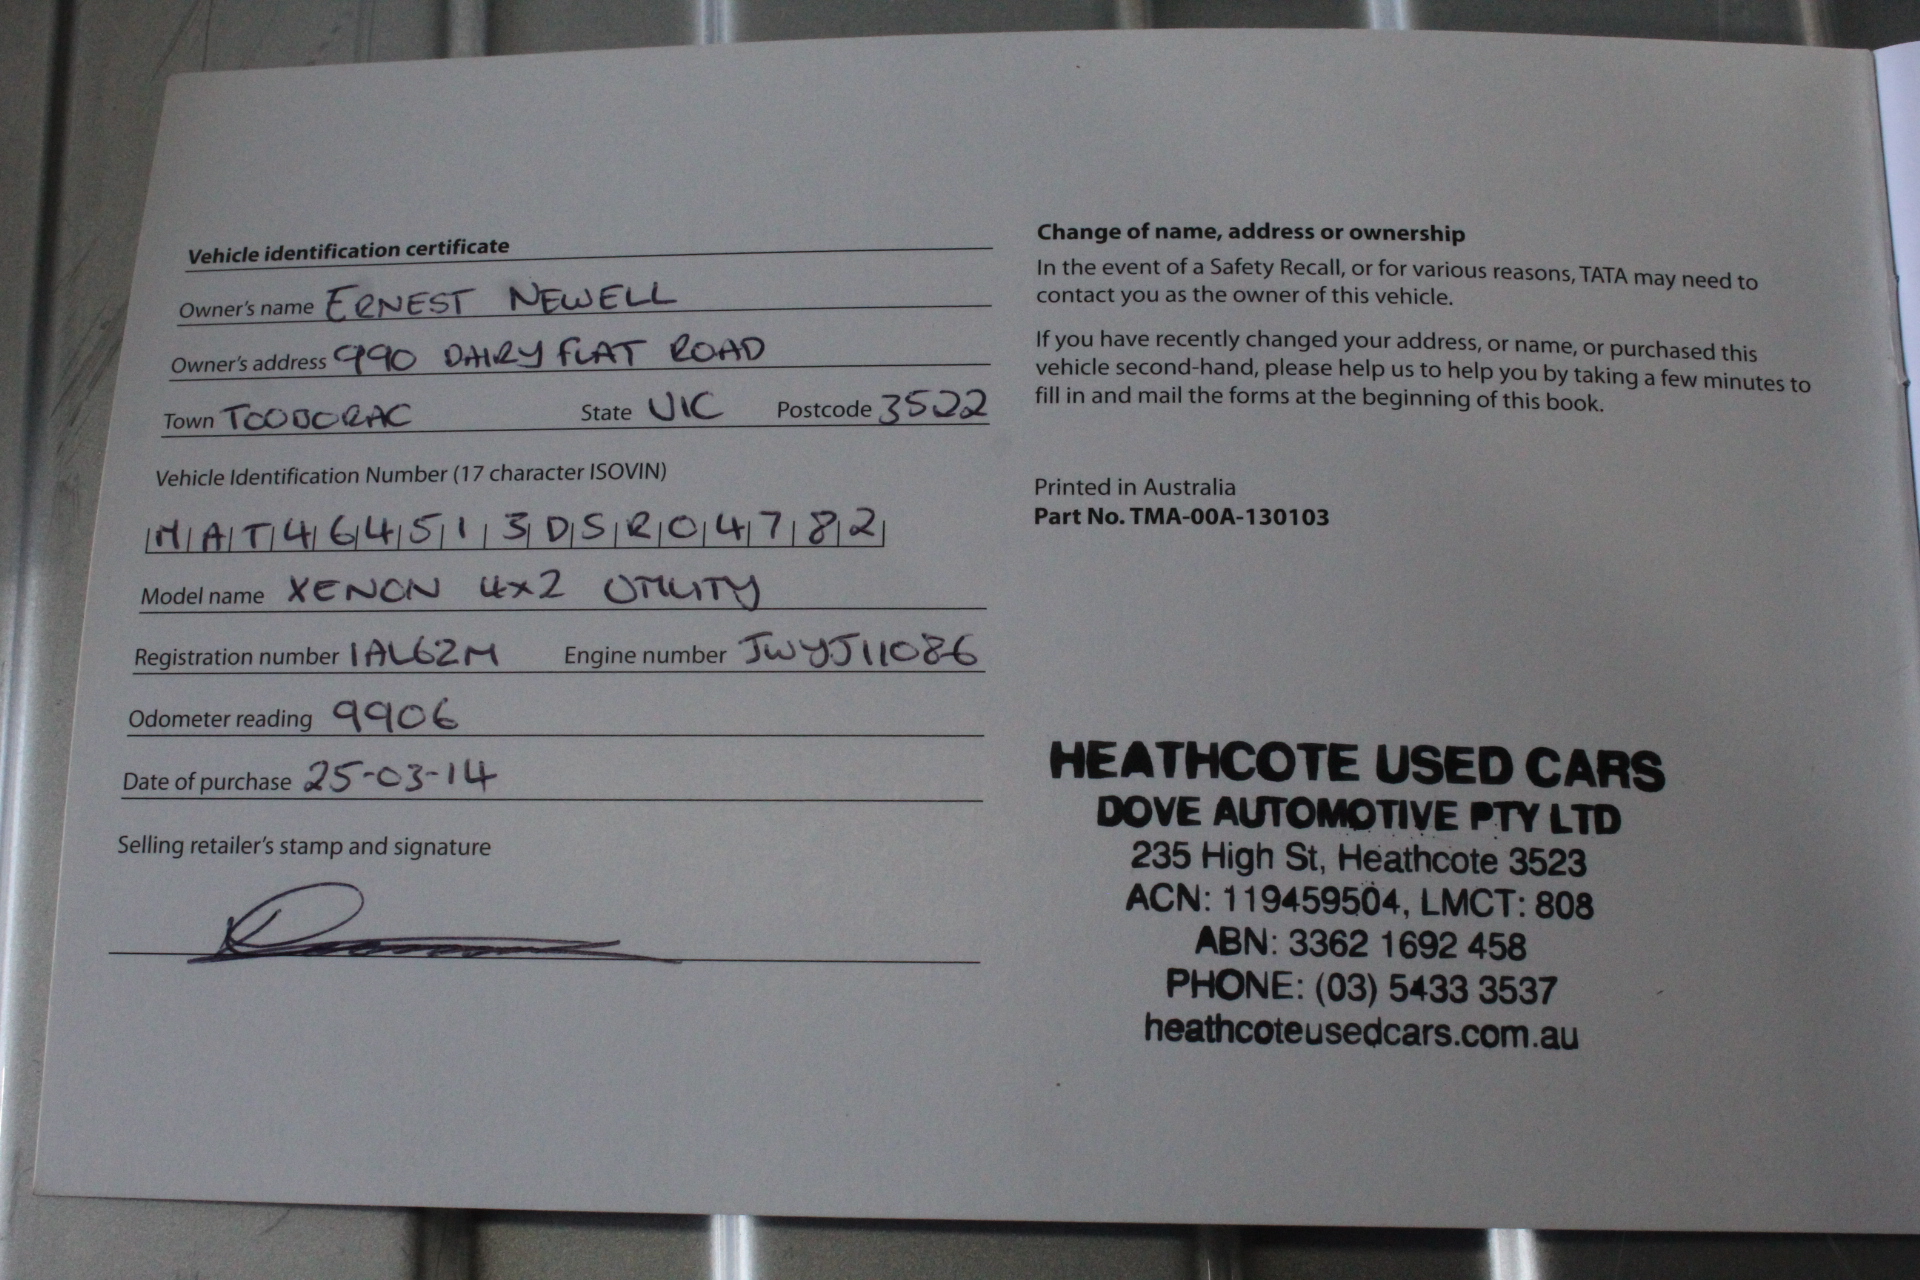 Vehicle identification certificate
Owner's name ERNEST NEWELL
Owner's address 990 DAIRY FLAT ROAD
Town TOOBORAC State VIC Postcode 3522
Vehicle Identification Number (17 character ISOVIN)
MAT464513DSR04782
Model name XENON 4x2 UTILITY
Registration number 1AL6ZM Engine number JWYJ11086
Odometer reading 9906
Date of purchase 25-03-14
Selling retailer's stamp and signature
Change of name, address or ownership
In the event of a Safety Recall, or for various reasons, TATA may need to
contact you as the owner of this vehicle.
If you have recently changed your address, or name, or purchased this
vehicle second-hand, please help us to help you by taking a few minutes to
fill in and mail the forms at the beginning of this book.
Printed in Australia
Part No. TMA-00A-130103
HEATHCOTE USED CARS
DOVE AUTOMOTIVE PTY LTD
235 High St, Heathcote 3523
ACN: 119459504, LMCT: 808
ABN: 3362 1692 458
PHONE: (03) 5433 3537
heathcoteusedcars.com.au